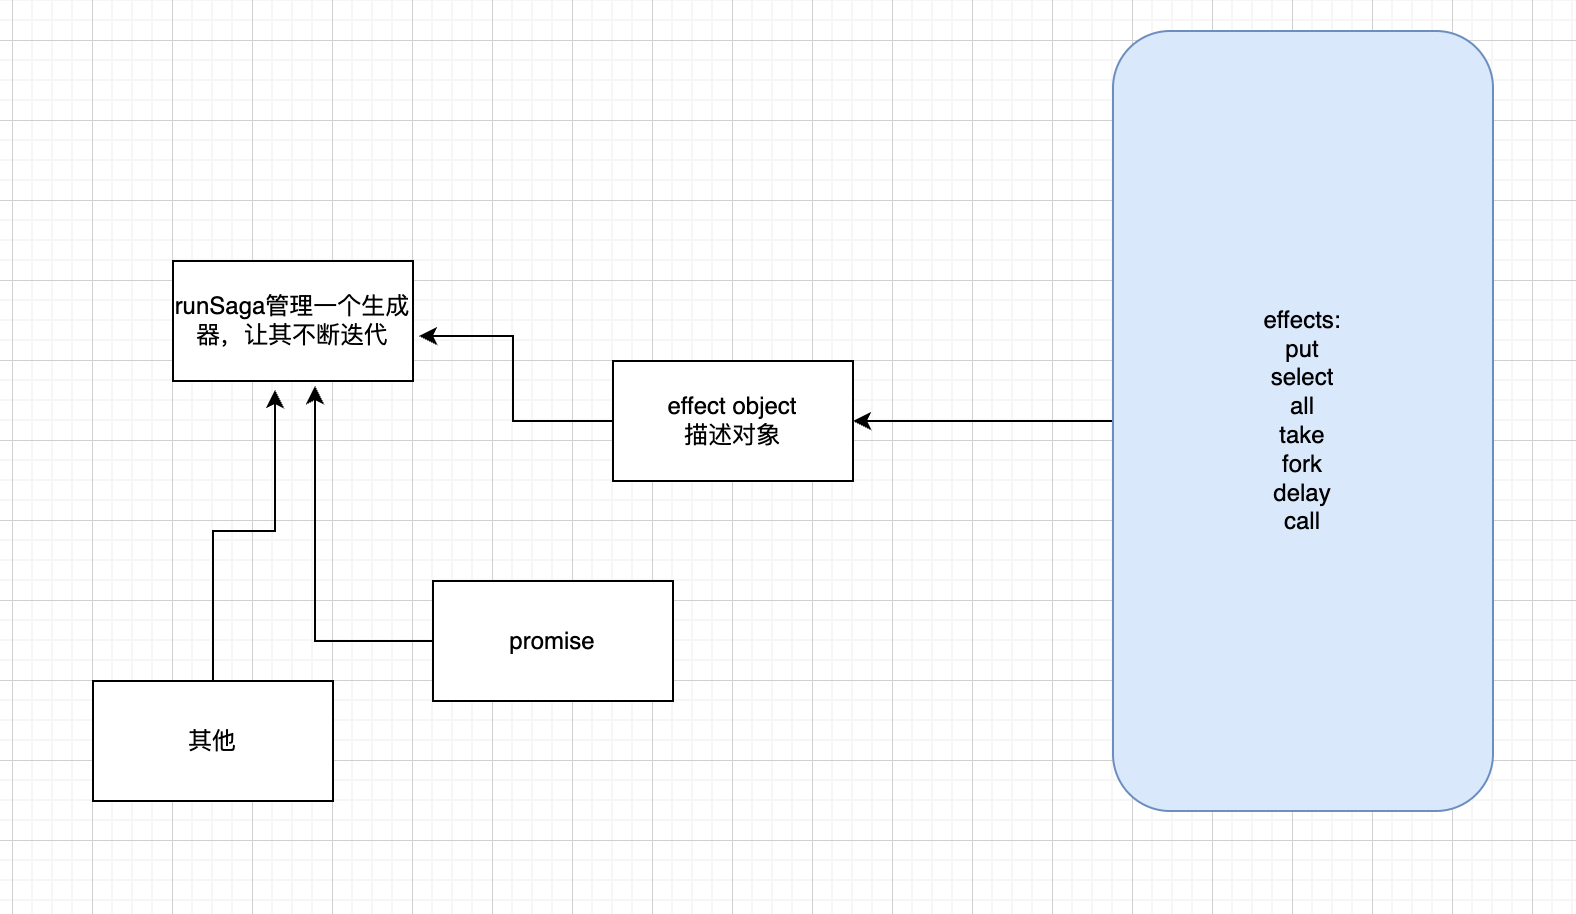 runSaga管理一个生成
器，让其不断迭代
effect object
描述对象
promise
其他
effects:
put
select
all
take
fork
delay
call